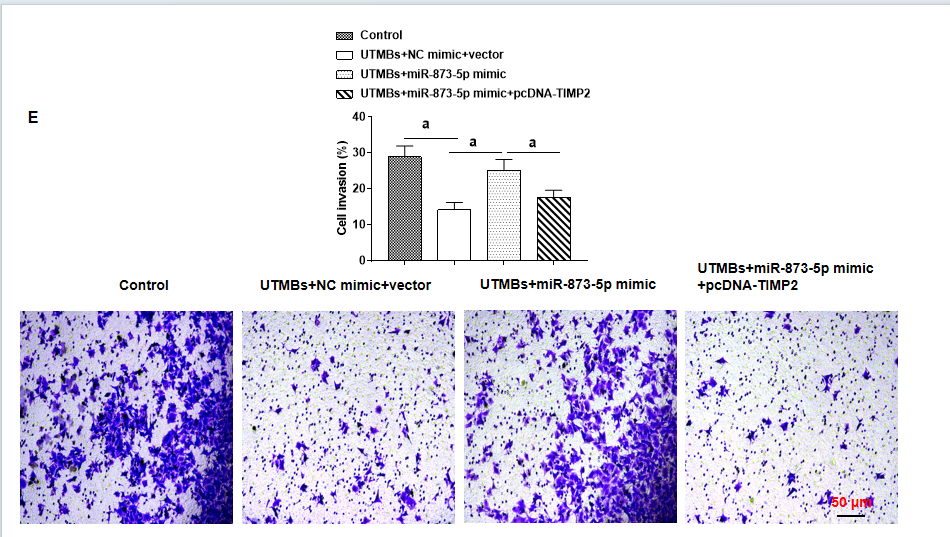 Control
UTMBs+NC mimic+vector
UTMBs+miR-873-5p mimic
UTMBs+miR-873-5p mimic+pcDNA-TIMP2
E
Cell invasion (%)
40
30
20
10
0
a
a
a
Control
UTMBs+NC mimic+vector
UTMBs+miR-873-5p mimic
UTMBs+miR-873-5p mimic
+pcDNA-TIMP2
50 μm